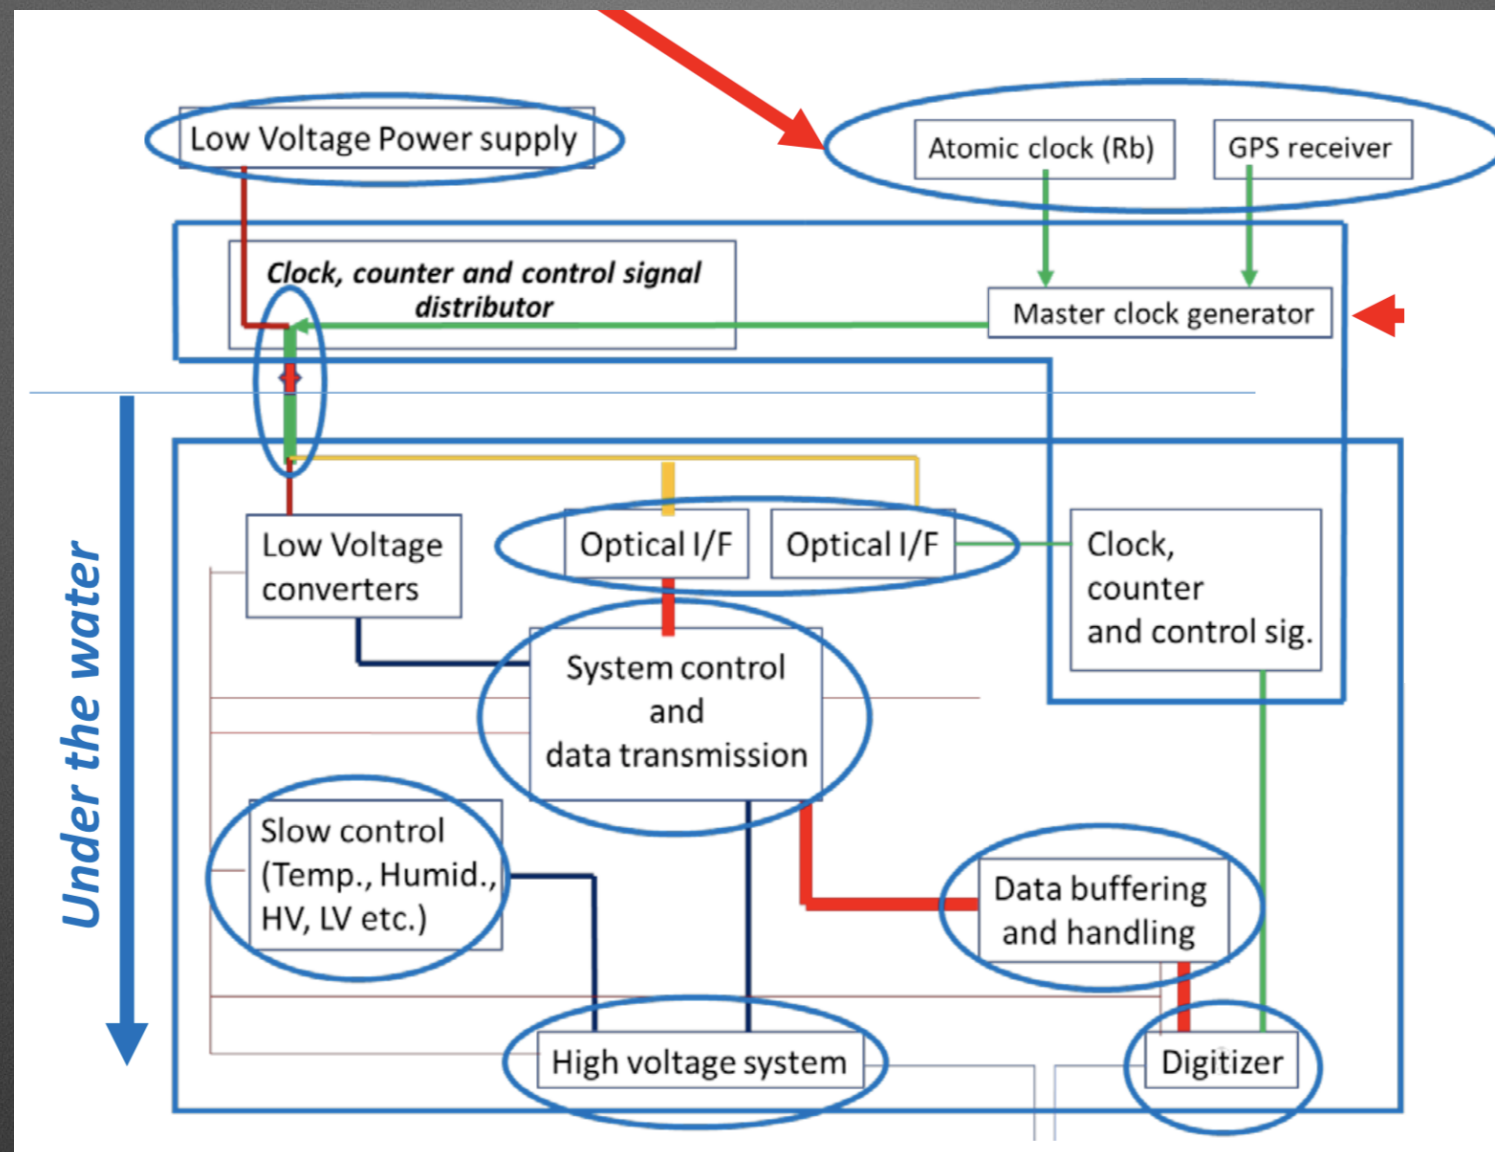 Low Voltage Power supply
Atomic clock (Rb)
GPS receiver
Clock, counter and control signal
distributor
Master clock generator
Under the water
Low Voltage
converters
Optical I/F
Optical I/F
Clock,
counter
and control sig.
System control
and
data transmission
Slow control
(Temp., Humid.,
HV, LV etc.)
Data buffering
and handling
High voltage system
Digitizer